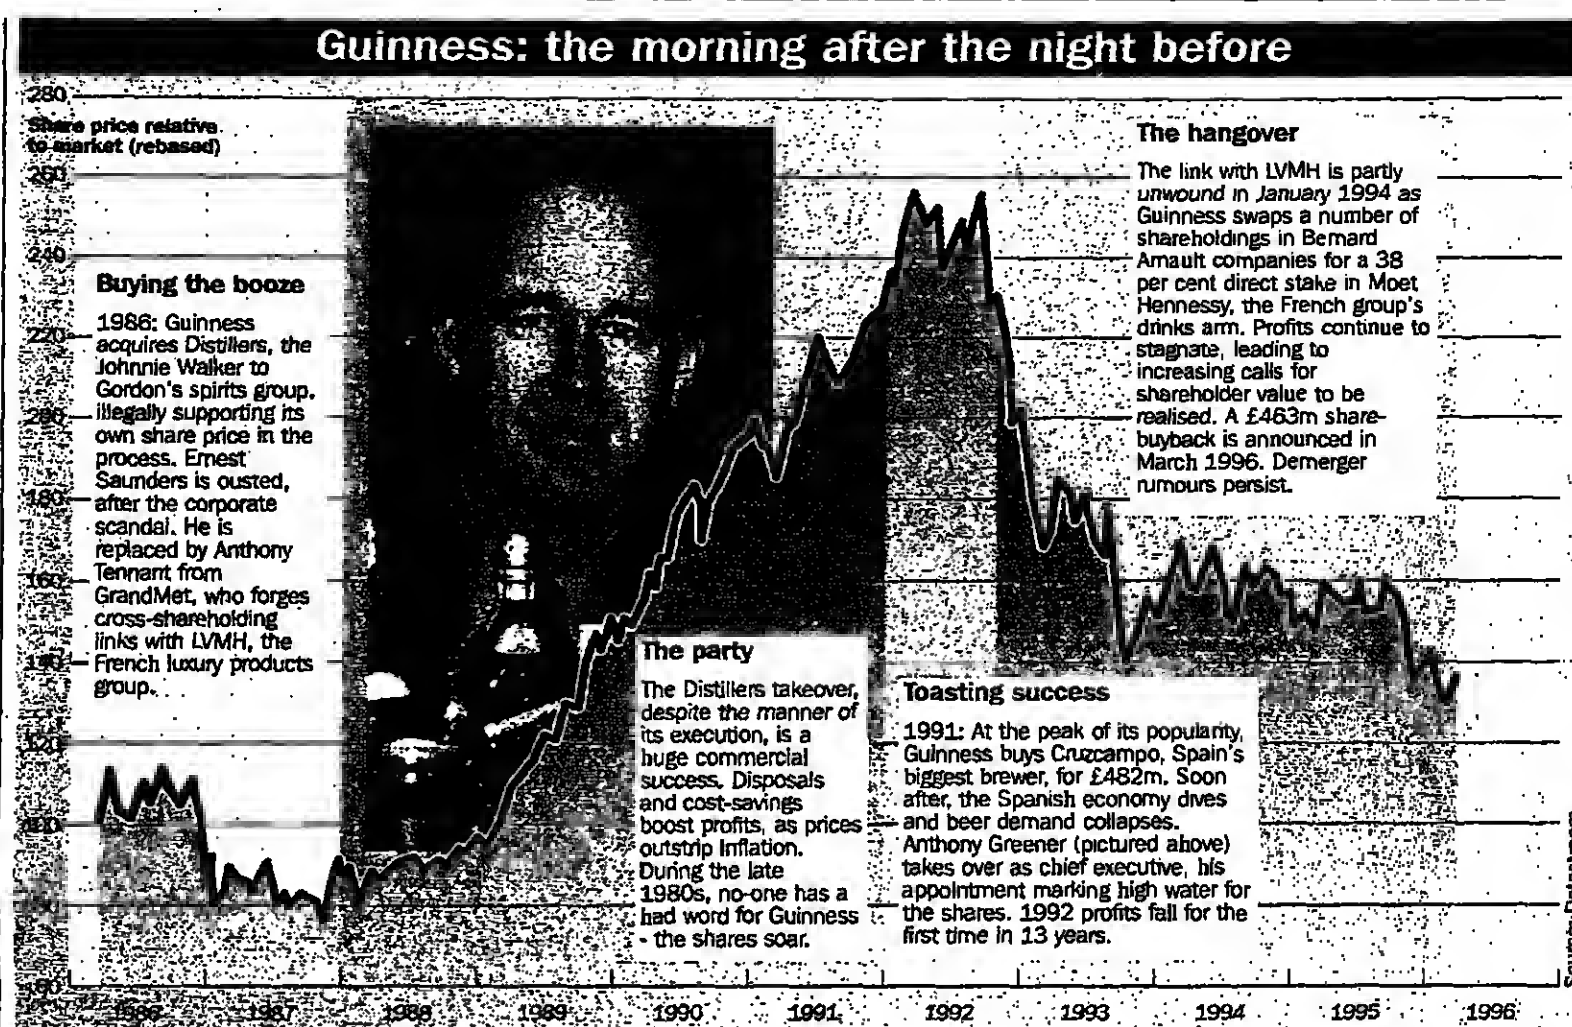 Guinness: the morning after the night before
280
Share price relative
to market (rebased)
260
240
220
200
180
160
140
120
100
Buying the booze
1986: Guinness
acquires Distillers, the
Johnnie Walker to
Gordon's spirits group.
illegally supporting its
own share price in the
process. Ernest
Saunders is ousted,
after the corporate
scandal. He is
replaced by Anthony
Tennant from
GrandMet, who forges
cross-shareholding
links with LVMH, the
French luxury products
group.
The party
The Distillers takeover,
despite the manner of
its execution, is a
huge commercial
success. Disposals
and cost-savings
boost profits, as prices
outstrip inflation.
During the late
1980s, no-one has a
bad word for Guinness
- the shares soar.
Toasting success
1991: At the peak of its popularity,
Guinness buys Cruzcampo, Spain's
biggest brewer, for £482m. Soon
after, the Spanish economy dives
and beer demand collapses.
Anthony Greener (pictured above)
takes over as chief executive, his
appointment marking high water for
the shares. 1992 profits fall for the
first time in 13 years.
The hangover
The link with LVMH is partly
unwound in January 1994 as
Guinness swaps a number of
shareholdings in Bernard
Arnault companies for a 38
per cent direct stake in Moet
Hennessy, the French group's
drinks arm. Profits continue to
stagnate, leading to
increasing calls for
shareholder value to be
realised. A £463m share-
buyback is announced in
March 1996. Demerger
rumours persist.
1986 1987 1988 1989 1990 1991 1992 1993 1994 1995 1996